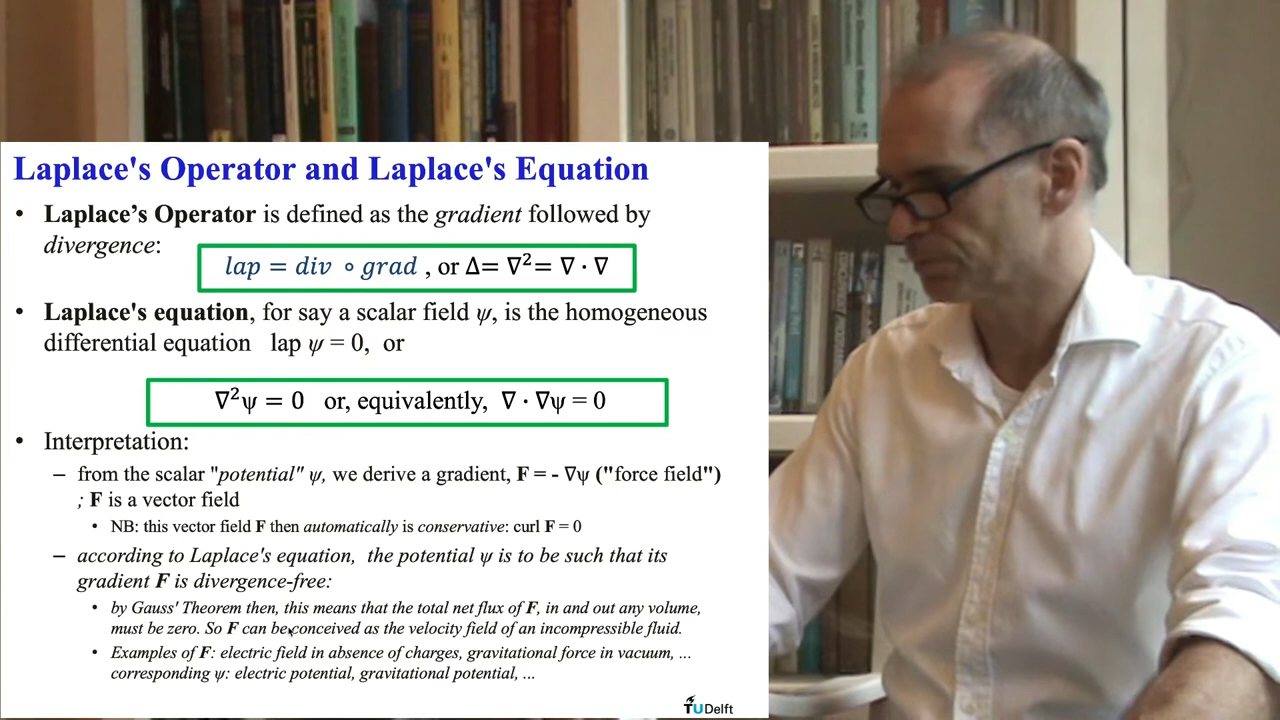 Laplace's Operator and Laplace's Equation
• Laplace’s Operator is defined as the gradient followed by
divergence:
lap = div ∘ grad , or Δ= ∇²= ∇ · ∇
• Laplace's equation, for say a scalar field ψ, is the homogeneous
differential equation lap ψ = 0, or
∇²ψ = 0 or, equivalently, ∇ · ∇ψ = 0
• Interpretation:
– from the scalar "potential" ψ, we derive a gradient, F = - ∇ψ ("force field")
; F is a vector field
• NB: this vector field F then automatically is conservative: curl F = 0
– according to Laplace's equation, the potential ψ is to be such that its
gradient F is divergence-free:
• by Gauss' Theorem then, this means that the total net flux of F, in and out any volume,
must be zero. So F can be conceived as the velocity field of an incompressible fluid.
• Examples of F: electric field in absence of charges, gravitational force in vacuum, ...
corresponding ψ: electric potential, gravitational potential, ...
TUDelft